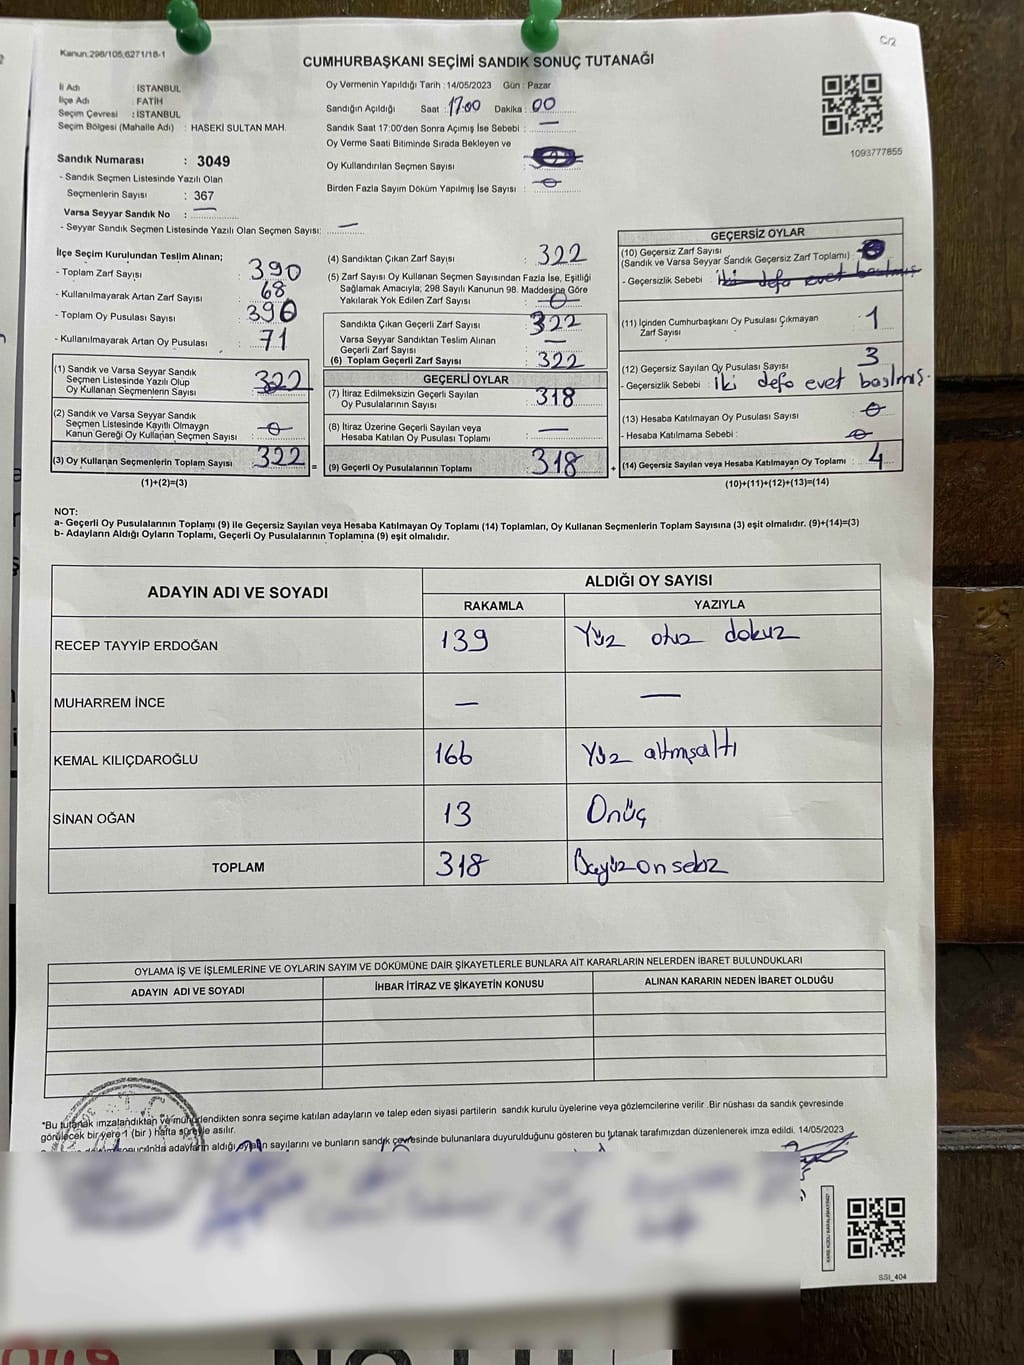 Kanun:298/105,6271/18-1
C/2
CUMHURBAŞKANI SEÇİMİ SANDIK SONUÇ TUTANAĞI
İl Adı : İSTANBUL
İlçe Adı : FATİH
Seçim Çevresi : İSTANBUL
Seçim Bölgesi (Mahalle Adı) : HASEKİ SULTAN MAH.
Oy Vermenin Yapıldığı Tarih : 14/05/2023 Gün : Pazar
Sandığın Açıldığı Saat : 17.00 Dakika : 00
Sandık Saat 17:00'den Sonra Açımış İse Sebebi : —
Oy Verme Saati Bitiminde Sırada Bekleyen ve
Oy Kullandırılan Seçmen Sayısı :
Birden Fazla Sayım Döküm Yapılmış İse Sayısı : 0
1093777855
Sandık Numarası : 3049
- Sandık Seçmen Listesinde Yazılı Olan
Seçmenlerin Sayısı : 367
Varsa Seyyar Sandık No : —
- Seyyar Sandık Seçmen Listesinde Yazılı Olan Seçmen Sayısı: —
İlçe Seçim Kurulundan Teslim Alınan;
- Toplam Zarf Sayısı : 390
- Kullanılmayarak Artan Zarf Sayısı : 68
- Toplam Oy Pusulası Sayısı : 390
- Kullanılmayarak Artan Oy Pusulası : 71
(1) Sandık ve Varsa Seyyar Sandık
Seçmen Listesinde Yazılı Olup
Oy Kullanan Seçmenlerin Sayısı : 322
(2) Sandık ve Varsa Seyyar Sandık
Seçmen Listesinde Kayıtlı Olmayan
Kanun Gereği Oy Kullanan Seçmen Sayısı : 0
(3) Oy Kullanan Seçmenlerin Toplam Sayısı : 322 =
(1)+(2)=(3)
(4) Sandıktan Çıkan Zarf Sayısı : 322
(5) Zarf Sayısı Oy Kullanan Seçmen Sayısından Fazla İse, Eşitliği
Sağlamak Amacıyla; 298 Sayılı Kanunun 98. Maddesine Göre
Yakılarak Yok Edilen Zarf Sayısı : 0
Sandıkta Çıkan Geçerli Zarf Sayısı : 322
Varsa Seyyar Sandıktan Teslim Alınan
Geçerli Zarf Sayısı : —
(6) Toplam Geçerli Zarf Sayısı : 322
GEÇERLİ OYLAR
(7) İtiraz Edilmeksizin Geçerli Sayılan
Oy Pusulalarının Sayısı : 318
(8) İtiraz Üzerine Geçerli Sayılan veya
Hesaba Katılan Oy Pusulası Toplamı : —
(9) Geçerli Oy Pusulalarının Toplamı : 318 +
GEÇERSİZ OYLAR
(10) Geçersiz Zarf Sayısı
(Sandık ve Varsa Seyyar Sandık Geçersiz Zarf Toplamı) :
- Geçersizlik Sebebi : iki defa evet basılmış
(11) İçinden Cumhurbaşkanı Oy Pusulası Çıkmayan
Zarf Sayısı : 1
(12) Geçersiz Sayılan Oy Pusulası Sayısı : 3
- Geçersizlik Sebebi : iki defa evet basılmış.
(13) Hesaba Katılmayan Oy Pusulası Sayısı : 0
- Hesaba Katılmama Sebebi : 0
(14) Geçersiz Sayılan veya Hesaba Katılmayan Oy Toplamı : 4
(10)+(11)+(12)+(13)=(14)
NOT:
a- Geçerli Oy Pusulalarının Toplamı (9) ile Geçersiz Sayılan veya Hesaba Katılmayan Oy Toplamı (14) Toplamları, Oy Kullanan Seçmenlerin Toplam Sayısına (3) eşit olmalıdır. (9)+(14)=(3)
b- Adayların Aldığı Oyların Toplamı, Geçerli Oy Pusulalarının Toplamına (9) eşit olmalıdır.
ADAYIN ADI VE SOYADI
ALDIĞI OY SAYISI
RAKAMLA YAZIYLA
RECEP TAYYİP ERDOĞAN 139 Yüz otuz dokuz
MUHARREM İNCE — —
KEMAL KILIÇDAROĞLU 166 Yüz altmışaltı
SİNAN OĞAN 13 Onüç
TOPLAM 318
OYLAMA İŞ VE İŞLEMLERİNE VE OYLARIN SAYIM VE DÖKÜMÜNE DAİR ŞİKAYETLERLE BUNLARA AİT KARARLARIN NELERDEN İBARET BULUNDUKLARI
ADAYIN ADI VE SOYADI
İHBAR İTİRAZ VE ŞİKAYETİN KONUSU
ALINAN KARARIN NEDEN İBARET OLDUĞU
*Bu tutanak imzalandıktan ve mühürlendikten sonra seçime katılan adayların ve talep eden siyasi partilerin sandık kurulu üyelerine veya gözlemcilerine verilir .Bir nüshası da sandık çevresinde
görülecek bir yere 1 (bir ) hafta süreyle asılır.
adayların aldığı oyların sayılarını ve bunların sandık çevresinde bulunanlara duyurulduğunu gösteren bu tutanak tarafımızdan düzenlenerek imza edildi. 14/05/2023
SSİ_404